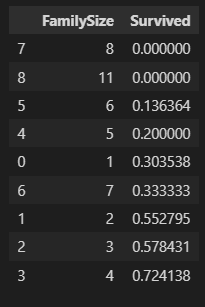 FamilySize Survived
7 8 0.000000
8 11 0.000000
5 6 0.136364
4 5 0.200000
0 1 0.303538
6 7 0.333333
1 2 0.552795
2 3 0.578431
3 4 0.724138